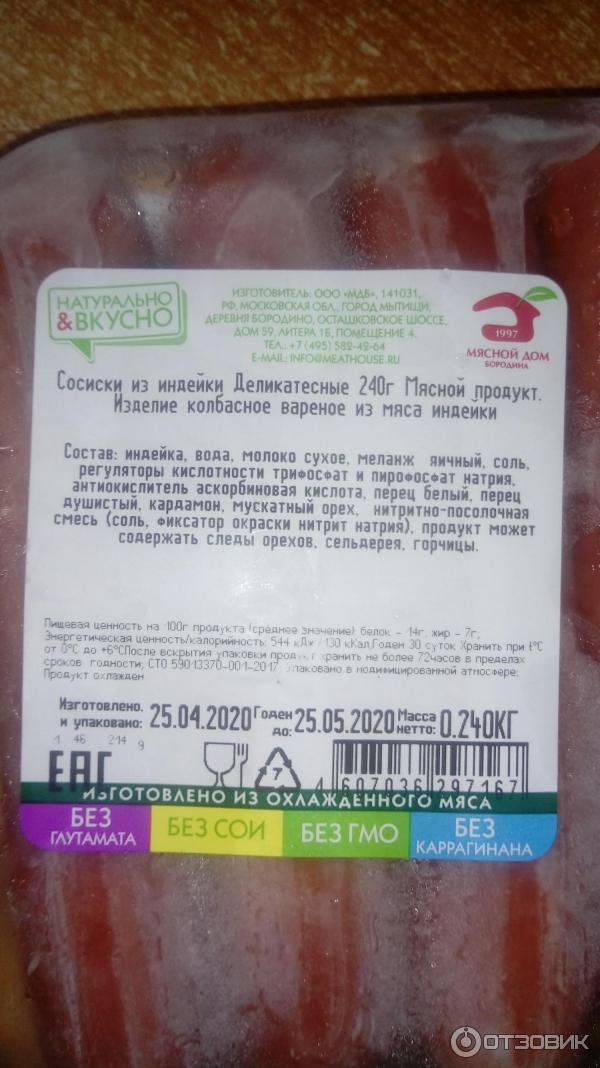 НАТУРАЛЬНО
&ВКУСНО
ИЗГОТОВИТЕЛЬ: ООО «МДБ», 141031,
РФ, МОСКОВСКАЯ ОБЛ., ГОРОД МЫТИЩИ,
ДЕРЕВНЯ БОРОДИНО, ОСТАШКОВСКОЕ ШОССЕ,
ДОМ 59, ЛИТЕРА 1Б, ПОМЕЩЕНИЕ 4.
ТЕЛ.: +7 (495) 582-42-64
E-MAIL: INFO@MEATHOUSE.RU
1997
МЯСНОЙ ДОМ
БОРОДИНА
Сосиски из индейки Деликатесные 240г Мясной продукт.
Изделие колбасное вареное из мяса индейки
Состав: индейка, вода, молоко сухое, меланж яичный, соль,
регуляторы кислотности трифосфат и пирофосфат натрия,
антиокислитель аскорбиновая кислота, перец белый, перец
душистый, кардамон, мускатный орех, нитритно-посолочная
смесь (соль, фиксатор окраски нитрит натрия), продукт может
содержать следы орехов, сельдерея, горчицы.
Пищевая ценность на 100г продукта (среднее значение): белок - 14г, жир - 7г;
Энергетическая ценность/калорийность: 544 кДж / 130 кКал,Годен 30 суток Хранить при t°C
от 0°C до +6°CПосле вскрытия упаковки продукт хранить не более 72часов в пределах
сроков годности, СТО 59013370-001-2017, упаковано в модифицированной атмосфере,
Продукт охлажден
Изготовлено.
и упаковано: 25.04.2020 Годен до: 25.05.2020 Масса нетто: 0.240КГ
1 46 214 9
EAC
7
4 607036 297167
ИЗГОТОВЛЕНО ИЗ ОХЛАЖДЕННОГО МЯСА
БЕЗ ГЛУТАМАТА
БЕЗ СОИ
БЕЗ ГМО
БЕЗ КАРРАГИНАНА
ОТЗОВИК